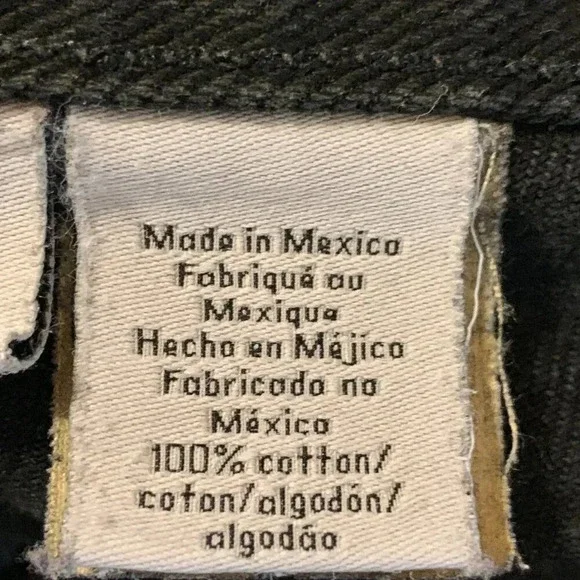 Made in Mexico
Fabriqué au
Mexique
Hecho en Méjico
Fabricado no
México
100% cotton/
coton/algodón/
algodão